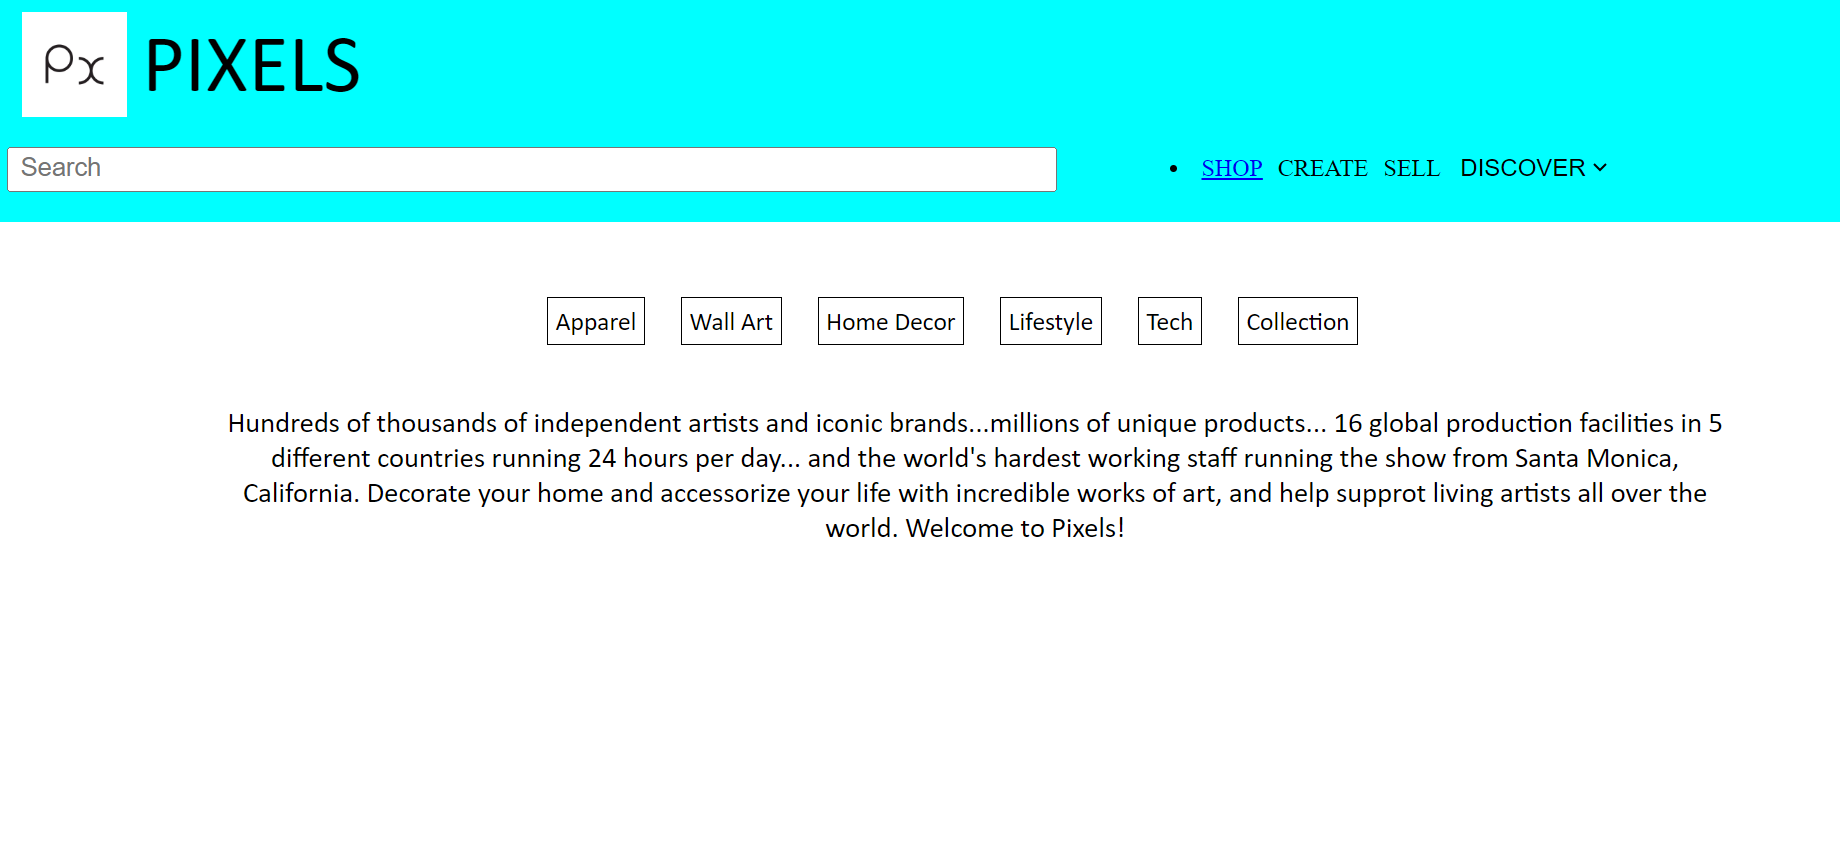 Px PIXELS
Search
• SHOP CREATE SELL DISCOVER
Apparel Wall Art Home Decor Lifestyle Tech Collection
Hundreds of thousands of independent artists and iconic brands...millions of unique products... 16 global production facilities in 5
different countries running 24 hours per day... and the world's hardest working staff running the show from Santa Monica,
California. Decorate your home and accessorize your life with incredible works of art, and help supprot living artists all over the
world. Welcome to Pixels!